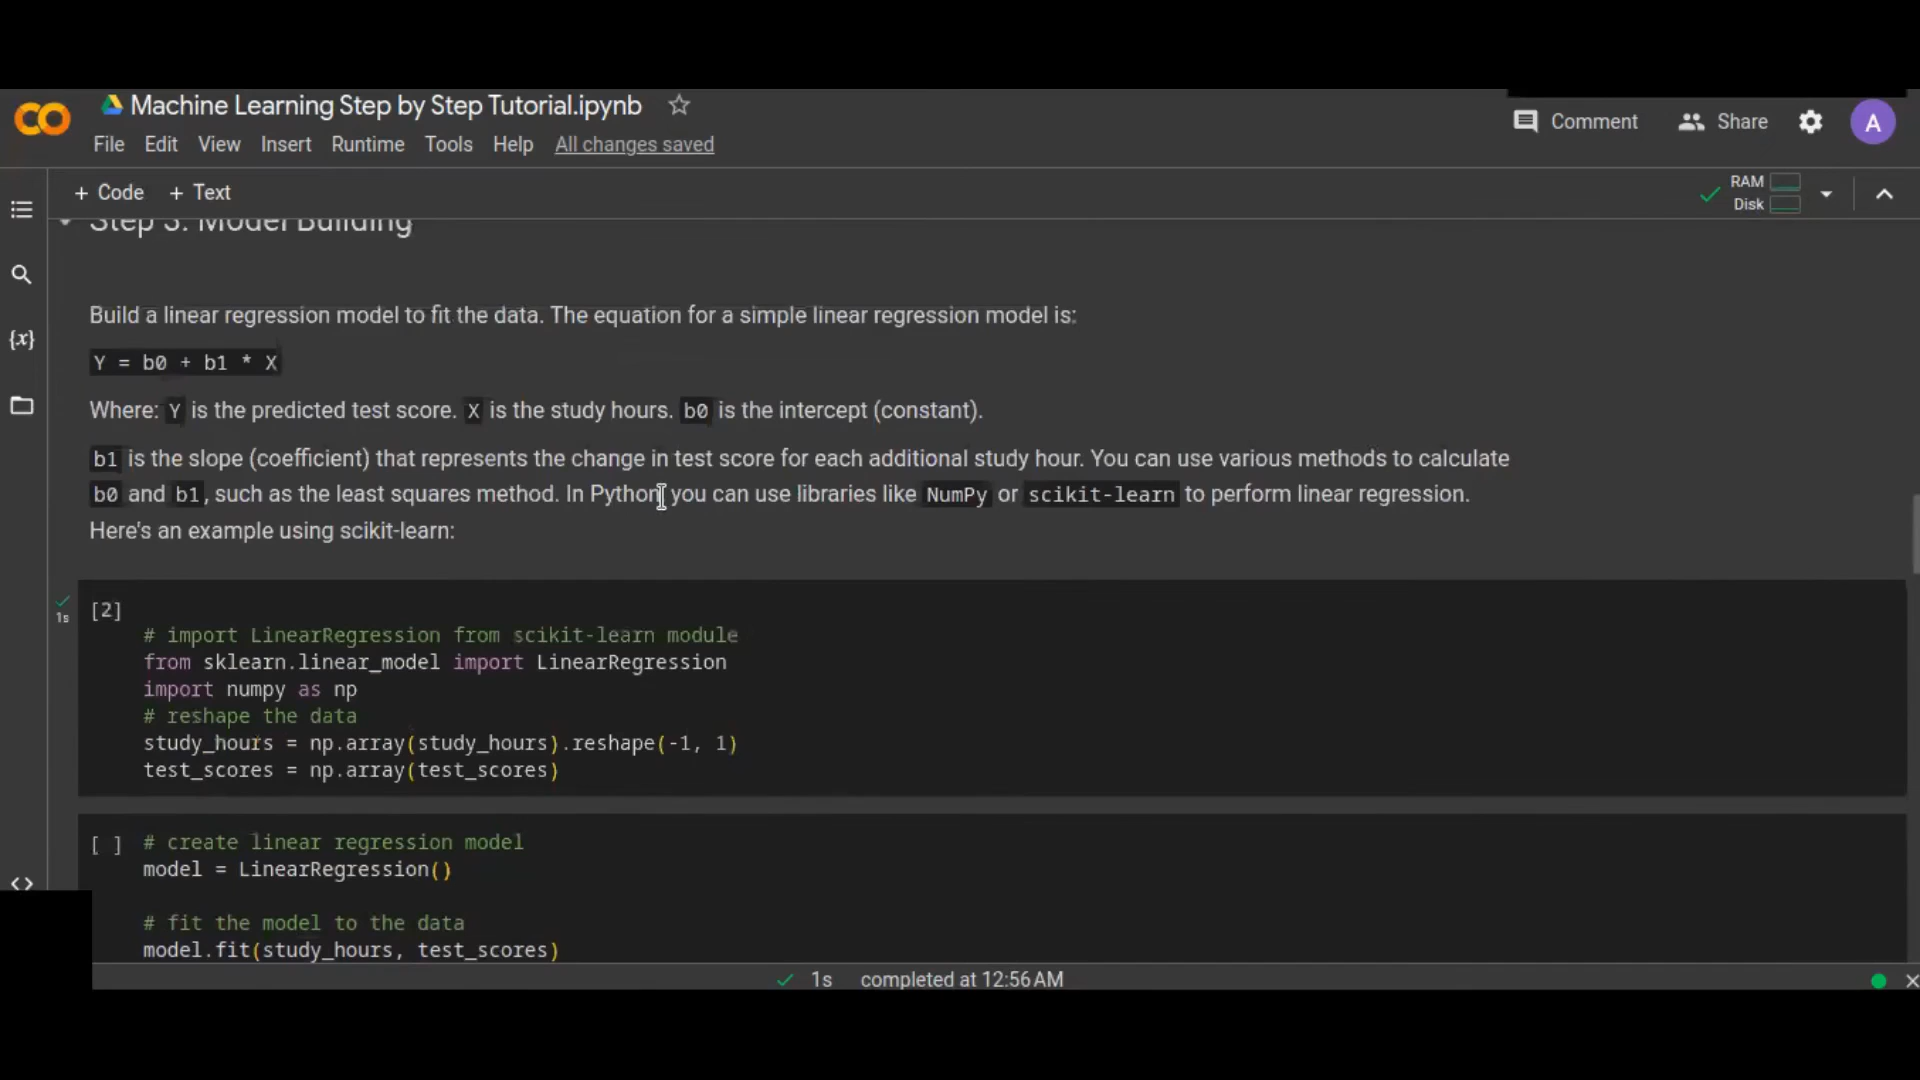 Machine Learning Step by Step Tutorial.ipynb
Comment
Share
A
File Edit View Insert Runtime Tools Help All changes saved
+ Code + Text
RAM
Disk
Step 3: Model Building
Build a linear regression model to fit the data. The equation for a simple linear regression model is:
Y = b0 + b1 * X
Where: Y is the predicted test score. X is the study hours. b0 is the intercept (constant).
b1 is the slope (coefficient) that represents the change in test score for each additional study hour. You can use various methods to calculate
b0 and b1, such as the least squares method. In Python, you can use libraries like NumPy or scikit-learn to perform linear regression.
Here's an example using scikit-learn:
1s
[2]
# import LinearRegression from scikit-learn module
from sklearn.linear_model import LinearRegression
import numpy as np
# reshape the data
study_hours = np.array(study_hours).reshape(-1, 1)
test_scores = np.array(test_scores)
[ ] # create linear regression model
model = LinearRegression()
# fit the model to the data
model.fit(study_hours, test_scores)
1s completed at 12:56 AM